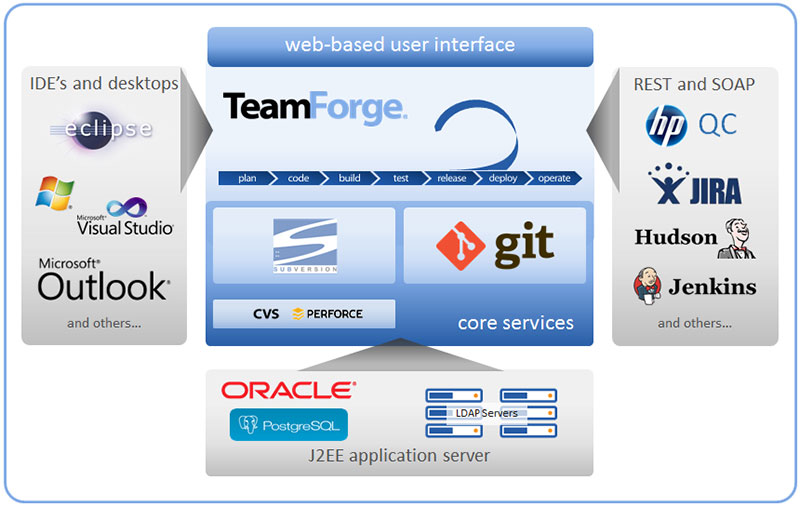 web-based user interface
IDE's and desktops
eclipse
Microsoft®
Visual Studio®
Microsoft®
Outlook®
and others...
TeamForge®
plan
code
build
test
release
deploy
operate
SUBVERSION
git
CVS
PERFORCE
core services
REST and SOAP
hp QC
JIRA
Hudson
Jenkins
and others...
ORACLE®
PostgreSQL
LDAP Servers
J2EE application server